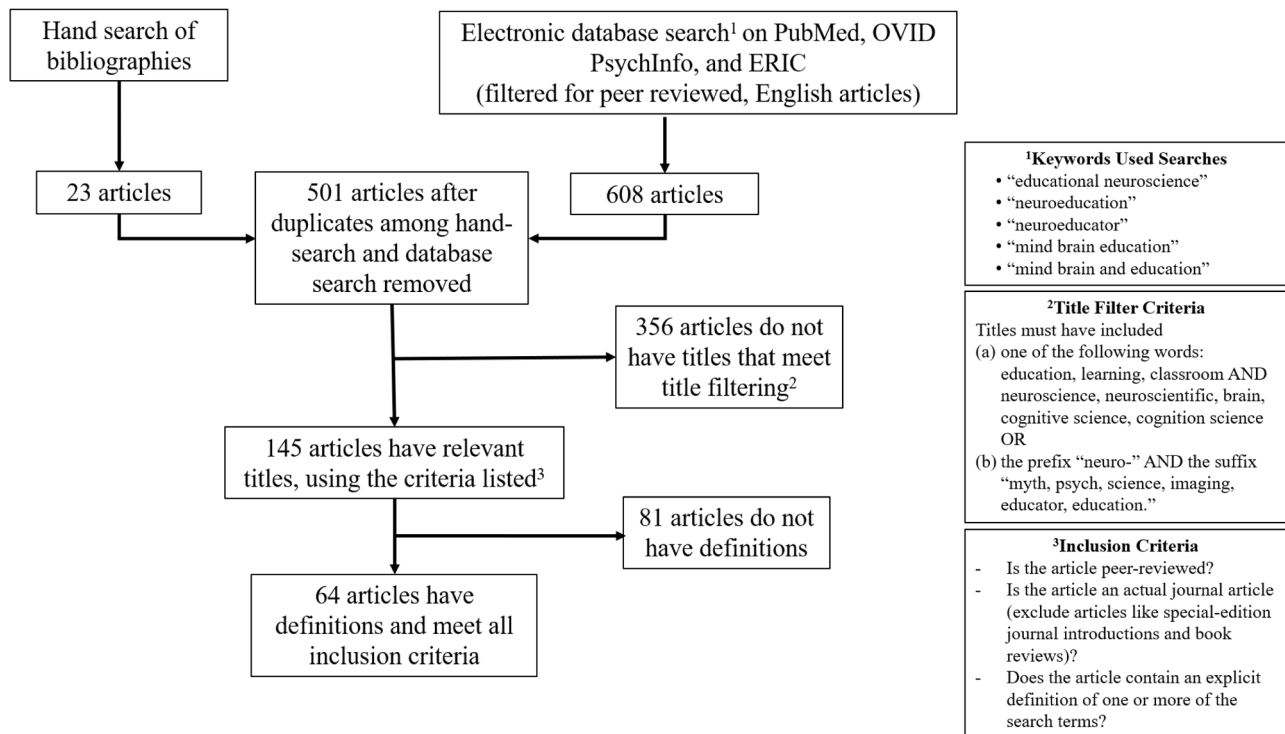 Hand search of
bibliographies
Electronic database search¹ on PubMed, OVID
PsychInfo, and ERIC
(filtered for peer reviewed, English articles)
23 articles
501 articles after
duplicates among hand-
search and database
search removed
608 articles
356 articles do not
have titles that meet
title filtering²
145 articles have relevant
titles, using the criteria listed³
81 articles do not
have definitions
64 articles have
definitions and meet all
inclusion criteria
¹Keywords Used Searches
• “educational neuroscience”
• “neuroeducation”
• “neuroeducator”
• “mind brain education”
• “mind brain and education”
²Title Filter Criteria
Titles must have included
(a) one of the following words:
education, learning, classroom AND
neuroscience, neuroscientific, brain,
cognitive science, cognition science
OR
(b) the prefix “neuro-” AND the suffix
“myth, psych, science, imaging,
educator, education.”
³Inclusion Criteria
- Is the article peer-reviewed?
- Is the article an actual journal article
(exclude articles like special-edition
journal introductions and book
reviews)?
- Does the article contain an explicit
definition of one or more of the
search terms?